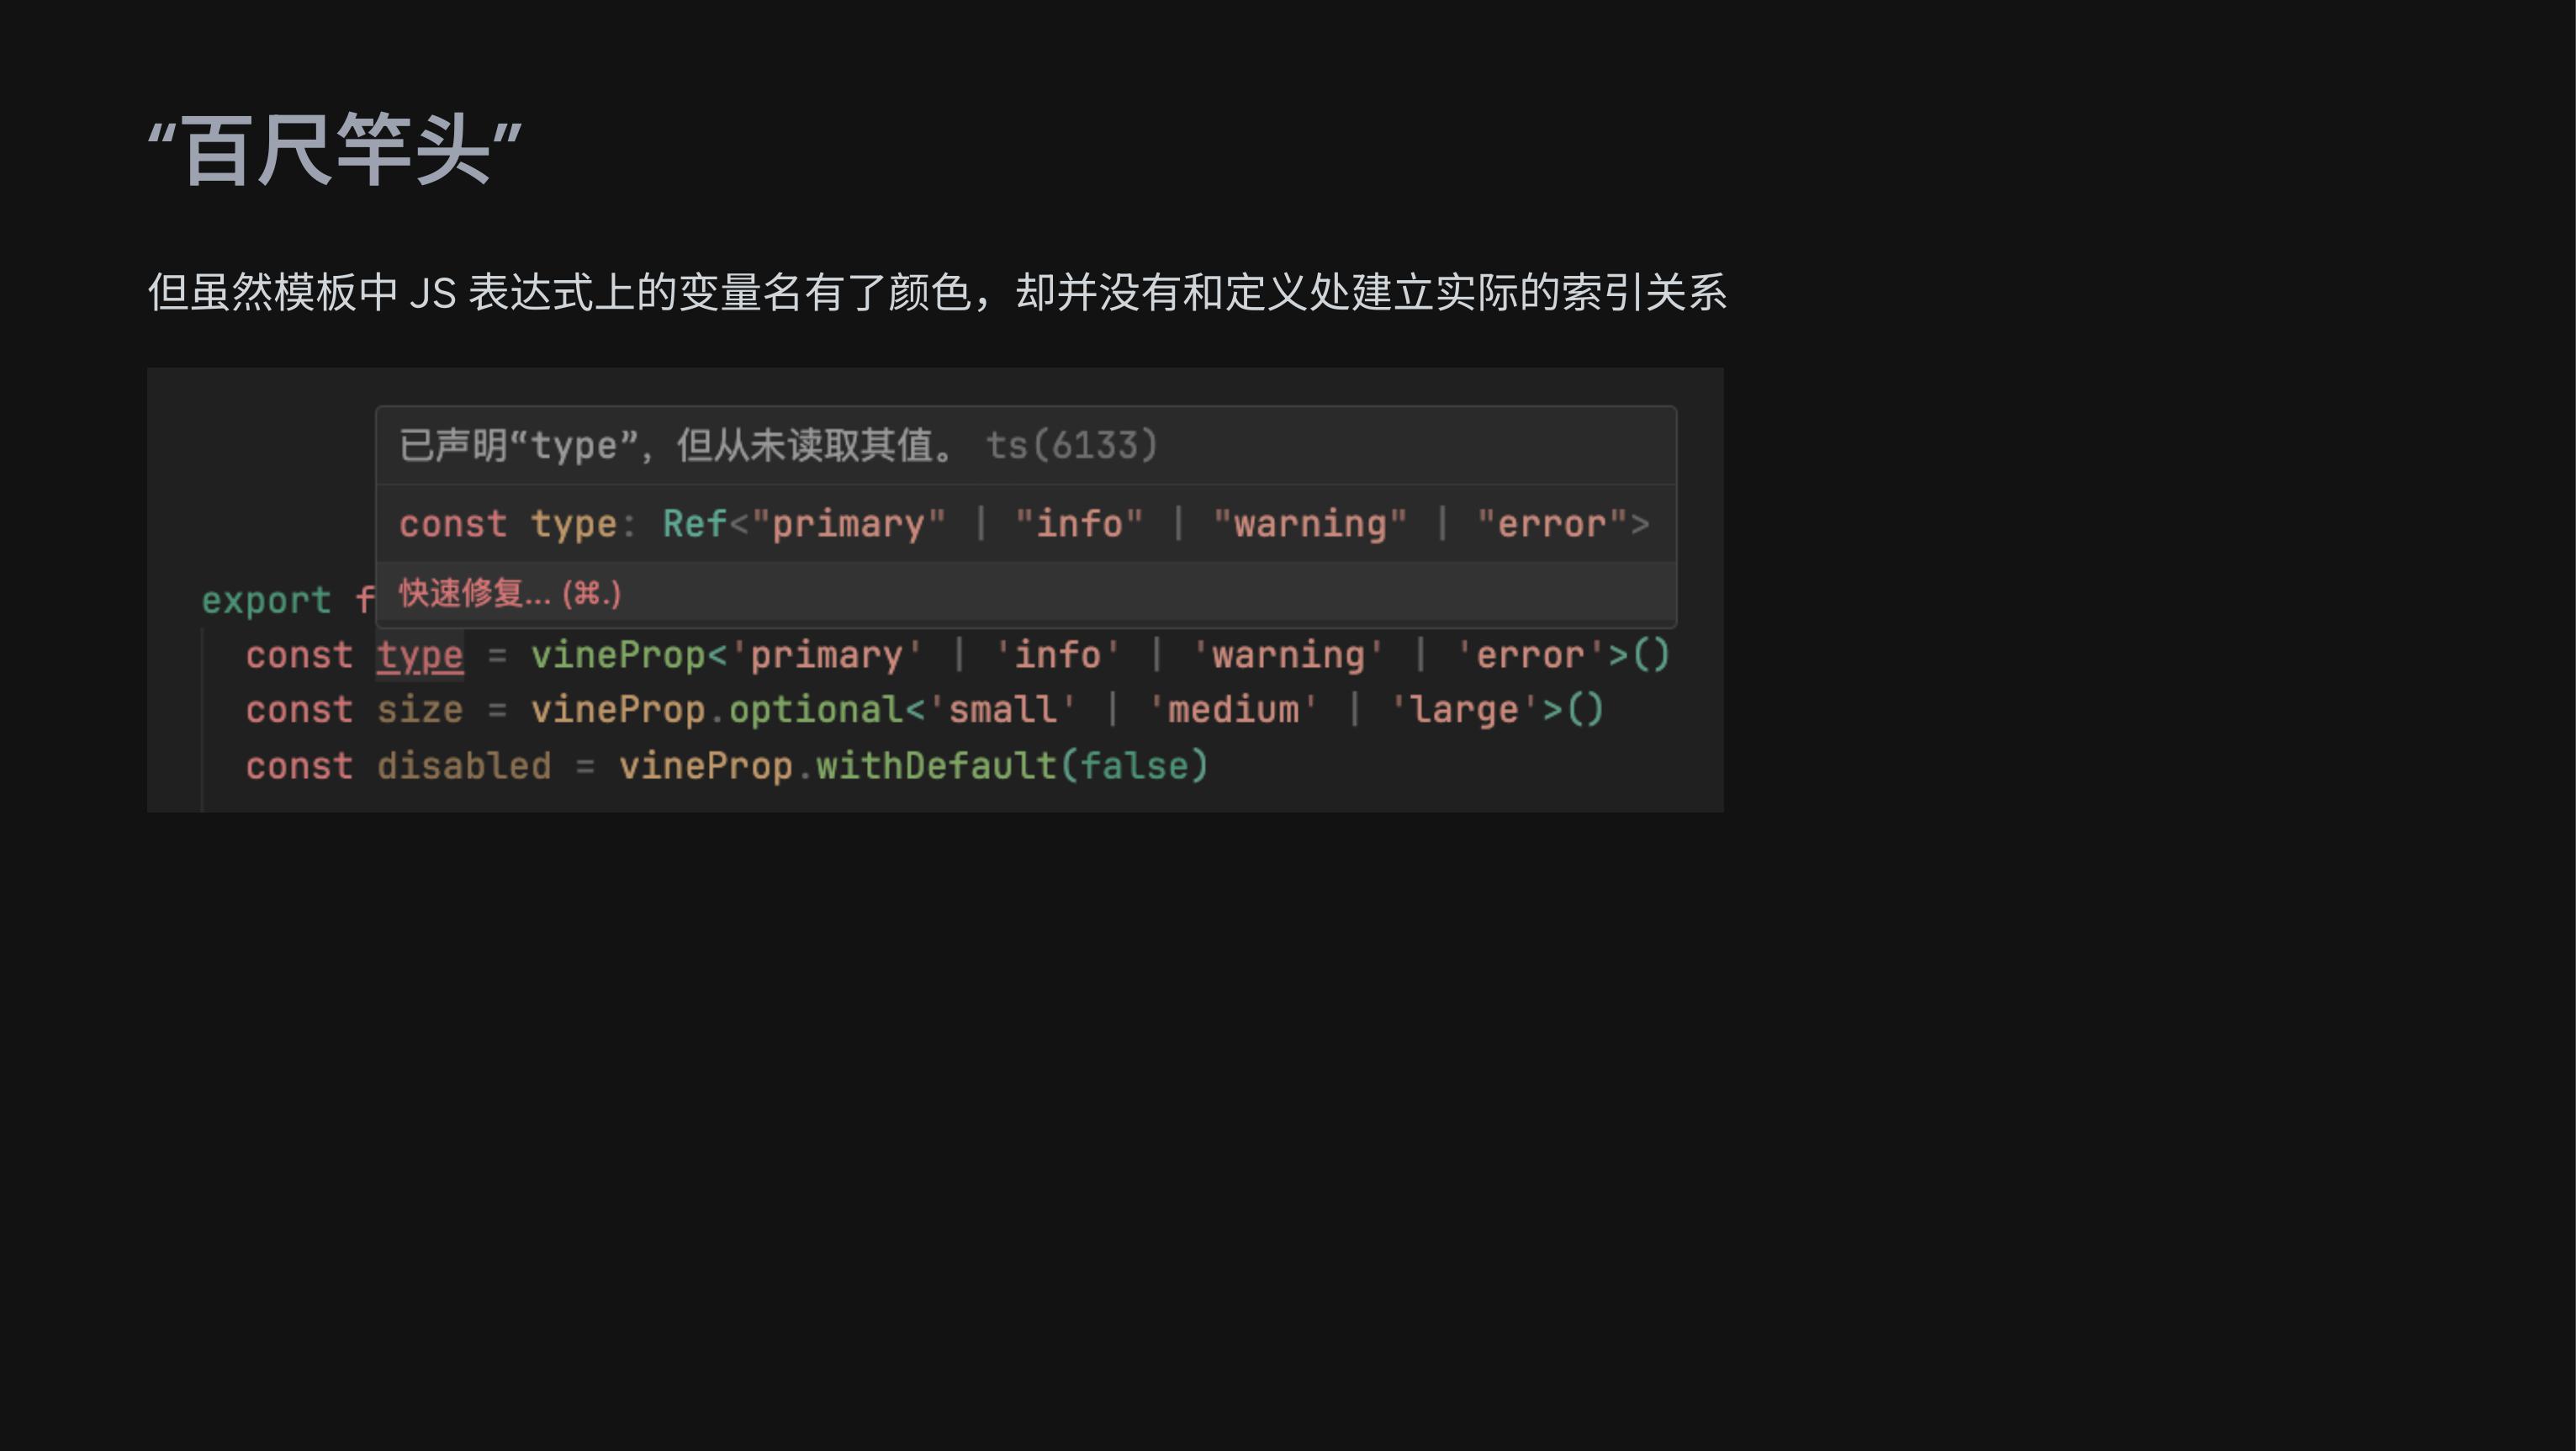 “百尺竿头”
但虽然模板中 JS 表达式上的变量名有了颜色，却并没有和定义处建立实际的索引关系
已声明“type”，但从未读取其值。 ts(6133)
const type: Ref<"primary" | "info" | "warning" | "error">
快速修复... (⌘.)
export f
const type = vineProp<'primary' | 'info' | 'warning' | 'error'>()
const size = vineProp.optional<'small' | 'medium' | 'large'>()
const disabled = vineProp.withDefault(false)